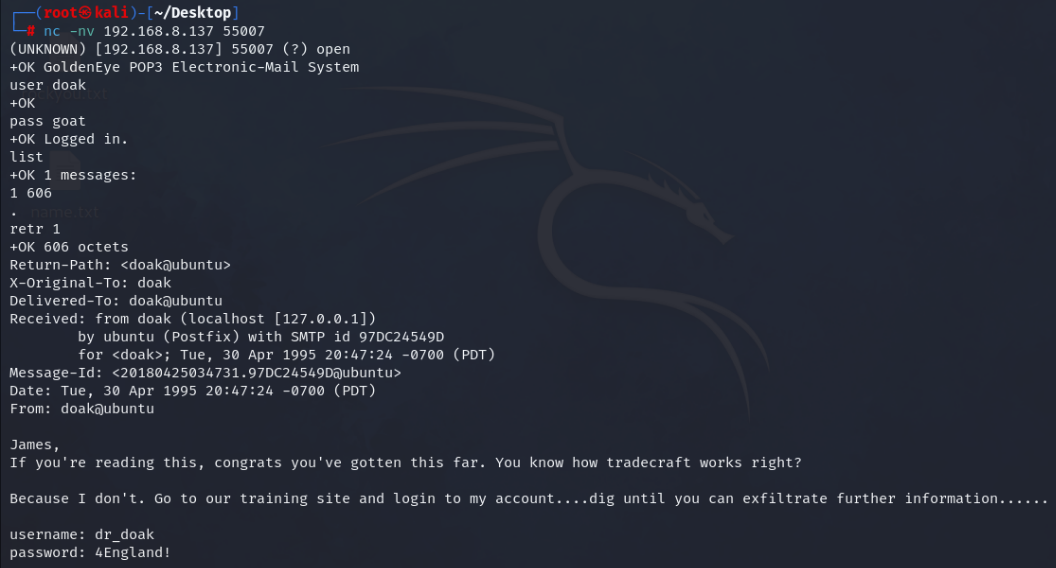 ┌──(root㉿kali)-[~/Desktop]
└─# nc -nv 192.168.8.137 55007
(UNKNOWN) [192.168.8.137] 55007 (?) open
+OK GoldenEye POP3 Electronic-Mail System
user doak
+OK
pass goat
+OK Logged in.
list
+OK 1 messages:
1 606
.
name.txt
retr 1
+OK 606 octets
Return-Path: <doak@ubuntu>
X-Original-To: doak
Delivered-To: doak@ubuntu
Received: from doak (localhost [127.0.0.1])
        by ubuntu (Postfix) with SMTP id 97DC24549D
        for <doak>; Tue, 30 Apr 1995 20:47:24 -0700 (PDT)
Message-Id: <20180425034731.97DC24549D@ubuntu>
Date: Tue, 30 Apr 1995 20:47:24 -0700 (PDT)
From: doak@ubuntu

James,
If you're reading this, congrats you've gotten this far. You know how tradecraft works right?

Because I don't. Go to our training site and login to my account....dig until you can exfiltrate further information......

username: dr_doak
password: 4England!